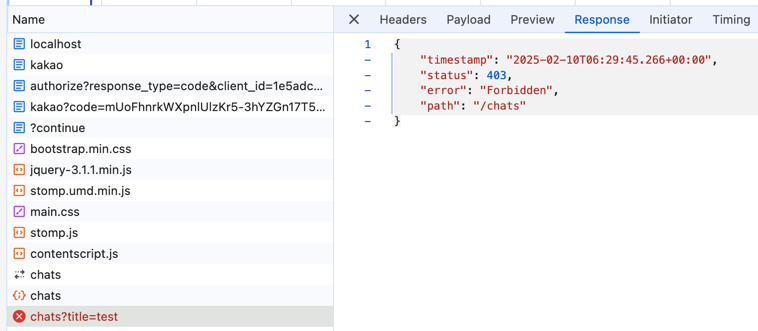 Name
localhost
kakao
authorize?response_type=code&client_id=1e5adc...
kakao?code=mUoFhnrkWXpnlUlzKr5-3hYZGn17T5...
?continue
bootstrap.min.css
jquery-3.1.1.min.js
stomp.umd.min.js
main.css
stomp.js
contentscript.js
chats
chats
chats?title=test
Headers Payload Preview Response Initiator Timing
1 {
- "timestamp": "2025-02-10T06:29:45.266+00:00",
- "status": 403,
- "error": "Forbidden",
- "path": "/chats"
- }